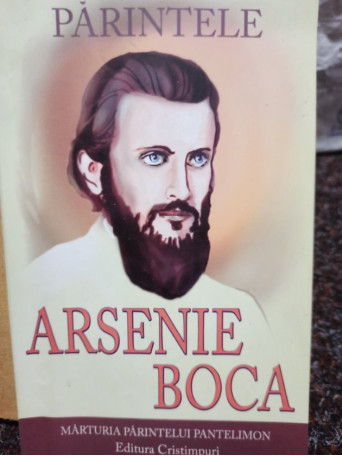 PĂRINTELE
ARSENIE
BOCA
MĂRTURIA PĂRINTELUI PANTELIMON
Editura Cristimpuri